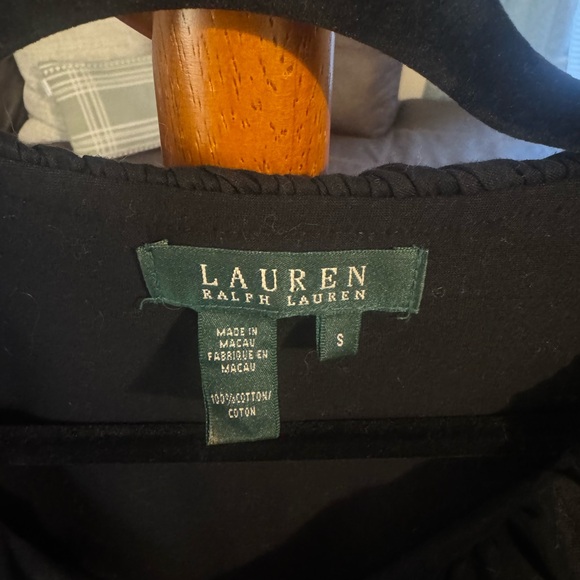 LAUREN
RALPH LAUREN
MADE IN
MACAU
FABRIQUE EN
MACAU
100%COTTON/
COTON
S